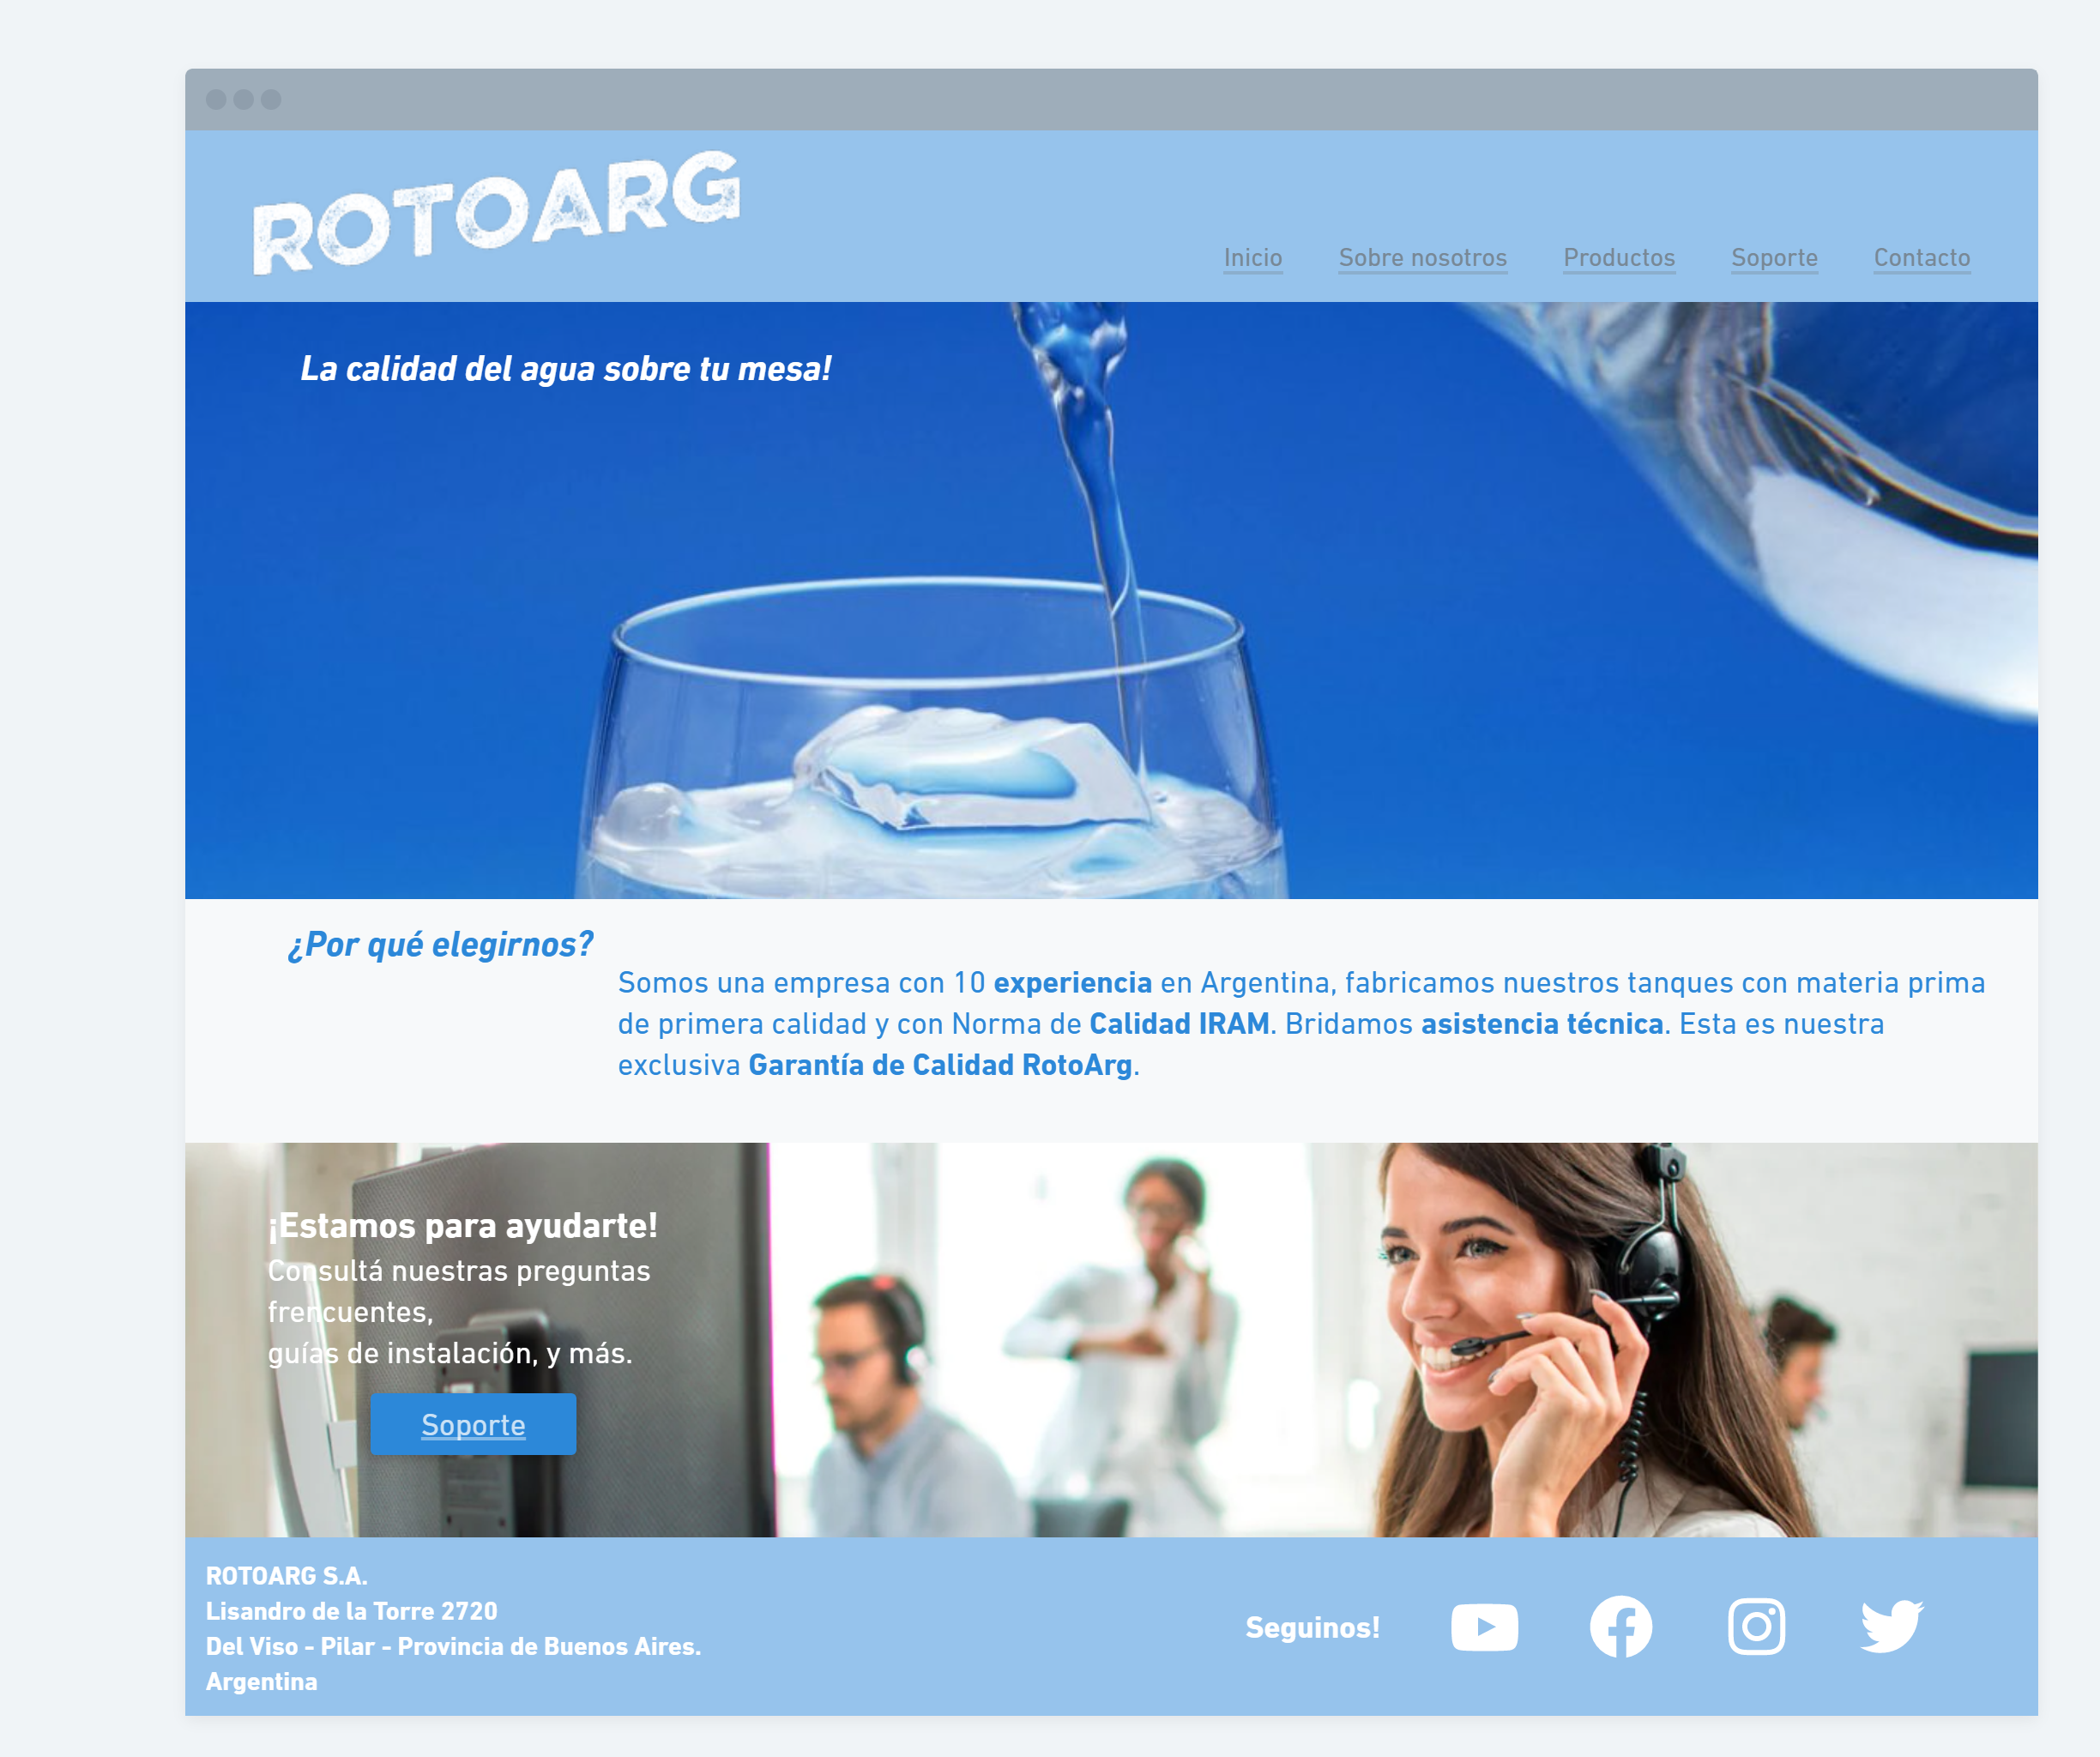 ROTOARG
Inicio Sobre nosotros Productos Soporte Contacto
La calidad del agua sobre tu mesa!
¿Por qué elegirnos?
Somos una empresa con 10 experiencia en Argentina, fabricamos nuestros tanques con materia prima
de primera calidad y con Norma de Calidad IRAM. Bridamos asistencia técnica. Esta es nuestra
exclusiva Garantía de Calidad RotoArg.
¡Estamos para ayudarte!
Consultá nuestras preguntas
frencuentes,
guías de instalación, y más.
Soporte
ROTOARG S.A.
Lisandro de la Torre 2720
Del Viso - Pilar - Provincia de Buenos Aires.
Argentina
Seguinos!